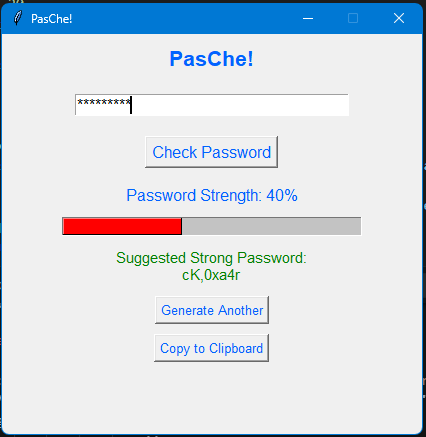 PasChe!
PasChe!
*********
Check Password
Password Strength: 40%
Suggested Strong Password:
cK,0xa4r
Generate Another
Copy to Clipboard